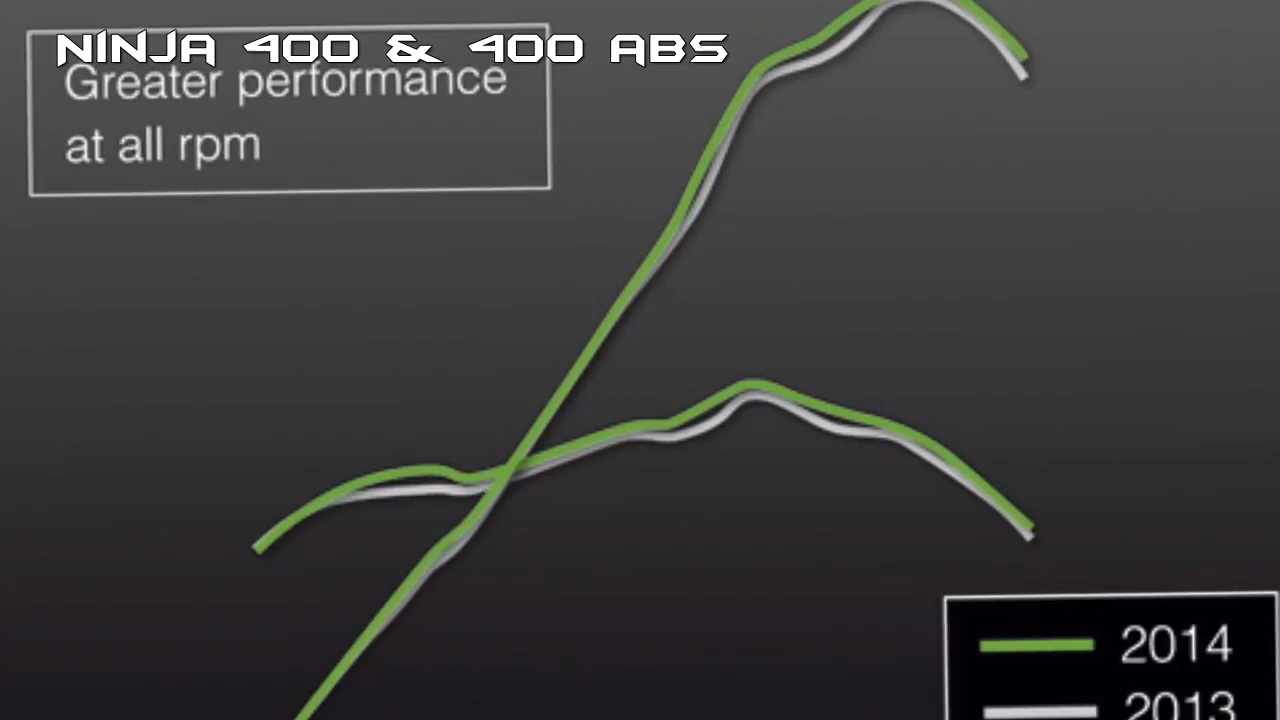 NINJA 400 & 400 ABS
Greater performance
at all rpm
2014
2013